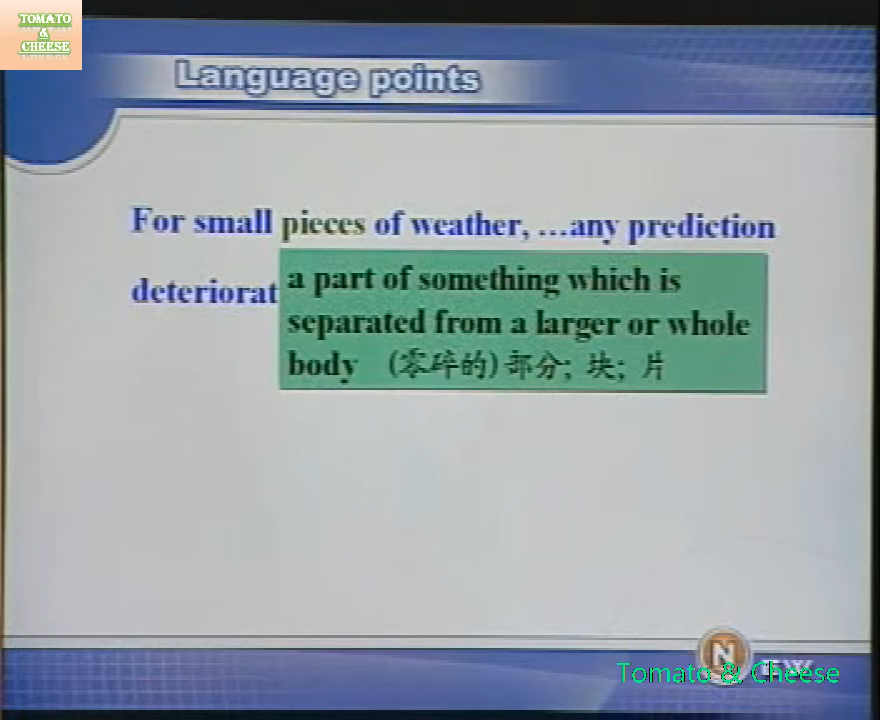 TOMATO
&
CHEESE
Language points
For small pieces of weather, ...any prediction
deteriorat
a part of something which is
separated from a larger or whole
body (零碎的) 部分; 块; 片
N
Tomato & Cheese